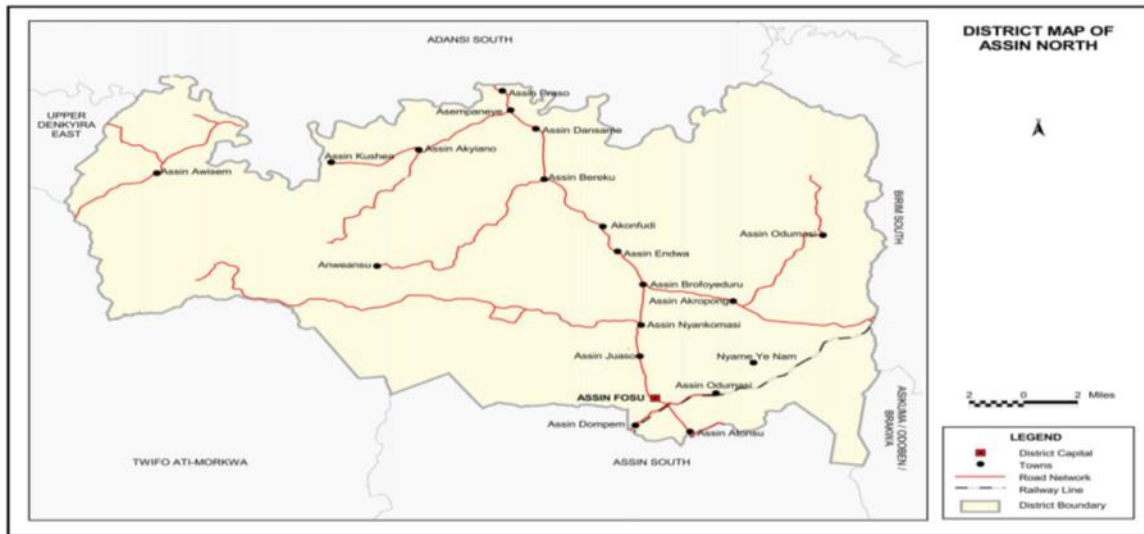 DISTRICT MAP OF
ASSIN NORTH
ADANSI SOUTH
UPPER
DENKYIRA
EAST
Assin Praso
Asempaneye
Assin Dansame
Assin Kushea
Assin Akyiano
Assin Awisem
Assin Bereku
Akonfudi
Assin Odumasi
BIRIM SOUTH
Assin Endwa
Anweansu
Assin Brofoyeduru
Assin Akropong
Assin Nyankomasi
Assin Juaso
Nyame Ye Nam
Assin Odumasi
ASSIN FOSU
Assin Dompem
Assin Atonsu
ASIKUMA / ODOBEN /
BRAKWA
TWIFO ATI-MORKWA
ASSIN SOUTH
2 0 2 Miles
LEGEND
District Capital
Towns
Road Network
Railway Line
District Boundary